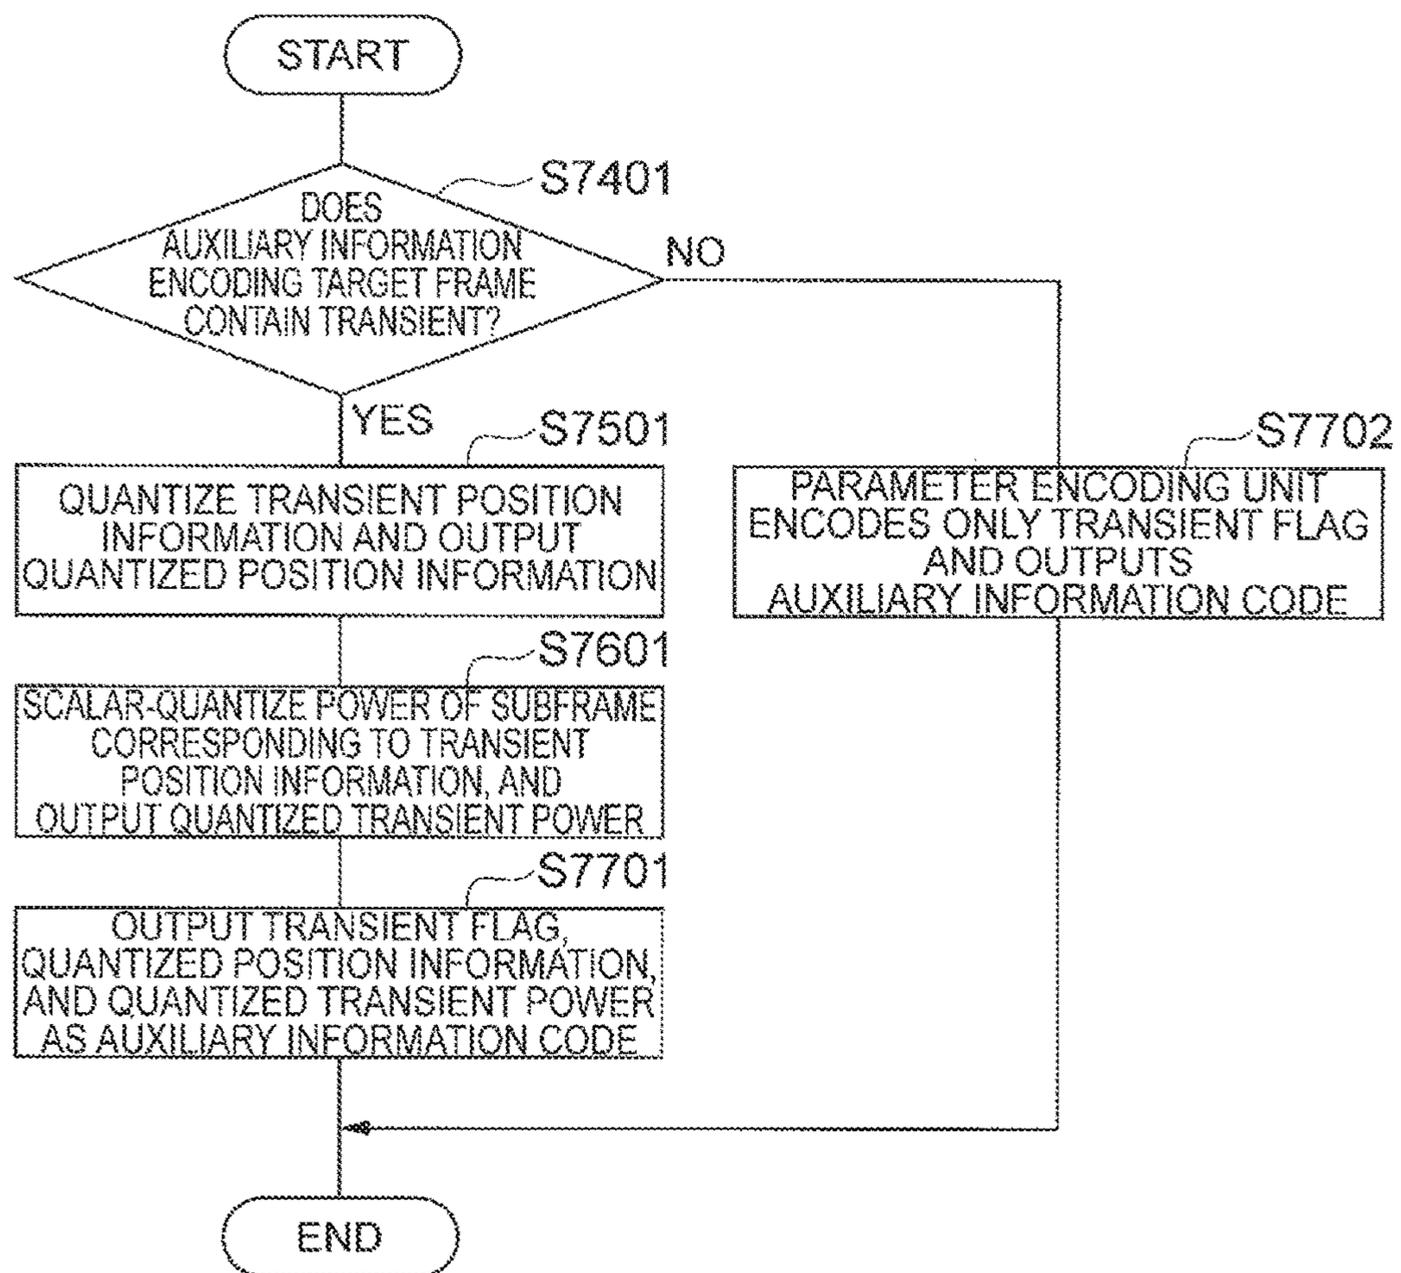 START
S7401
DOES
AUXILIARY INFORMATION
ENCODING TARGET FRAME
CONTAIN TRANSIENT?
NO
YES
S7501
QUANTIZE TRANSIENT POSITION
INFORMATION AND OUTPUT
QUANTIZED POSITION INFORMATION
S7702
PARAMETER ENCODING UNIT
ENCODES ONLY TRANSIENT FLAG
AND OUTPUTS
AUXILIARY INFORMATION CODE
S7601
SCALAR-QUANTIZE POWER OF SUBFRAME
CORRESPONDING TO TRANSIENT
POSITION INFORMATION, AND
OUTPUT QUANTIZED TRANSIENT POWER
S7701
OUTPUT TRANSIENT FLAG,
QUANTIZED POSITION INFORMATION,
AND QUANTIZED TRANSIENT POWER
AS AUXILIARY INFORMATION CODE
END